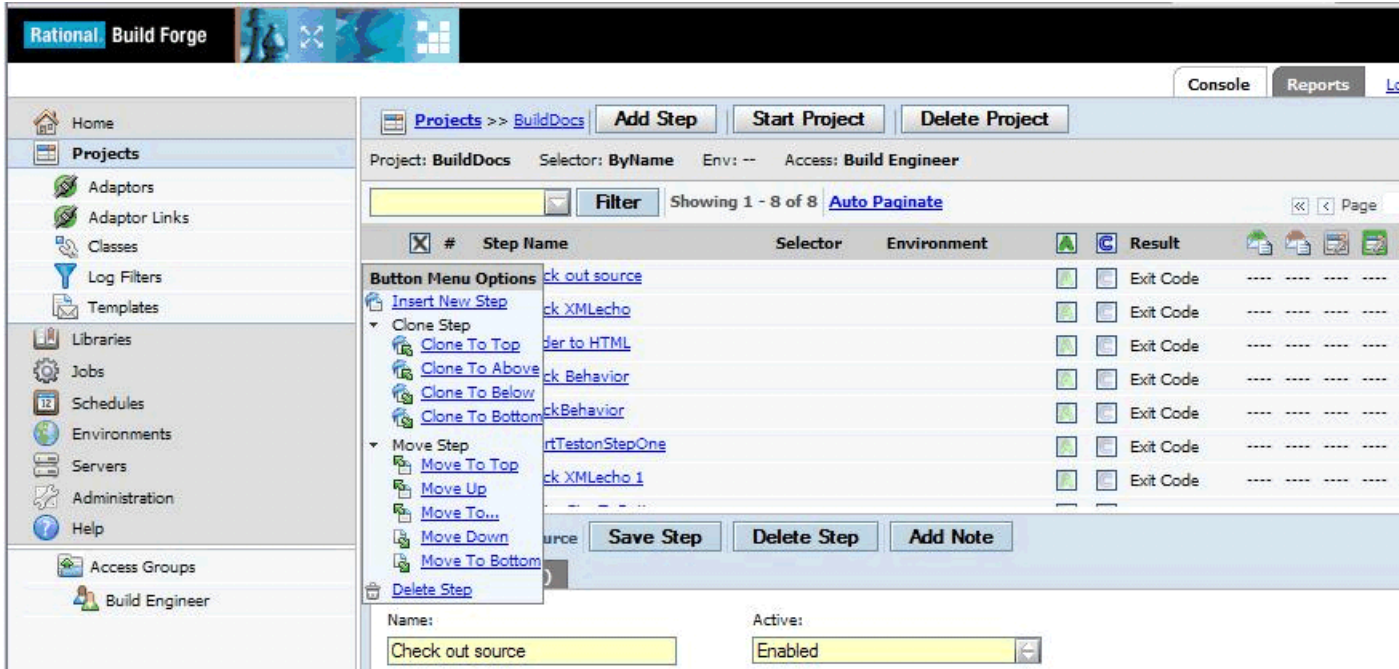 Rational. Build Forge
Console
Reports
Home
Projects
Adaptors
Adaptor Links
Classes
Log Filters
Templates
Libraries
Jobs
Schedules
Environments
Servers
Administration
Help
Access Groups
Build Engineer
Projects >> BuildDocs Add Step Start Project Delete Project
Project: BuildDocs Selector: ByName Env: -- Access: Build Engineer
Filter Showing 1 - 8 of 8 Auto Paginate Page
# Step Name Selector Environment A C Result
ck out source A C Exit Code ---- ---- ---- ----
ck XMLecho A C Exit Code ---- ---- ---- ----
der to HTML A C Exit Code ---- ---- ---- ----
ck Behavior A C Exit Code ---- ---- ---- ----
ckBehavior A C Exit Code ---- ---- ---- ----
rtTestonStepOne A C Exit Code ---- ---- ---- ----
ck XMLecho 1 A C Exit Code ---- ---- ---- ----
Button Menu Options
Insert New Step
Clone Step
Clone To Top
Clone To Above
Clone To Below
Clone To Bottom
Move Step
Move To Top
Move Up
Move To...
Move Down
Move To Bottom
Delete Step
urce Save Step Delete Step Add Note
Name: Active:
Check out source Enabled